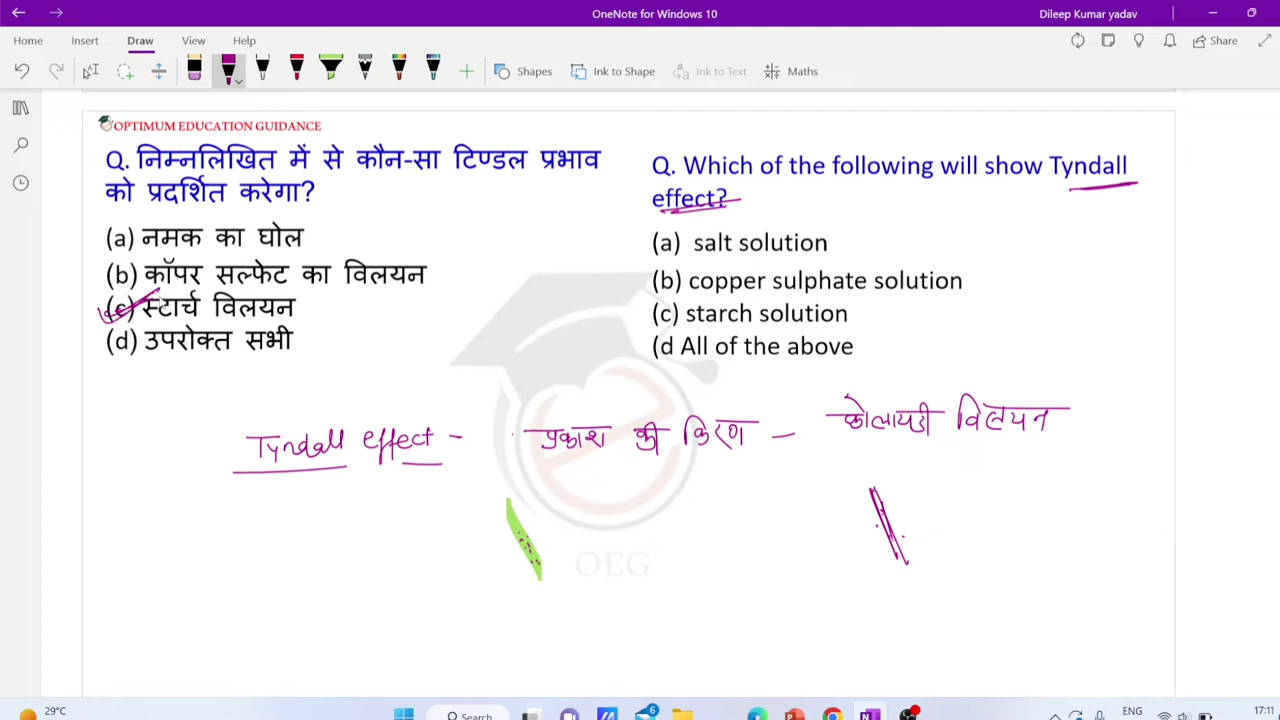 OneNote for Windows 10
Dileep Kumar yadav
Home Insert Draw View Help
Share
Shapes Ink to Shape Ink to Text Maths
OPTIMUM EDUCATION GUIDANCE
Q. निम्नलिखित में से कौन-सा टिण्डल प्रभाव
को प्रदर्शित करेगा?
(a) नमक का घोल
(b) कॉपर सल्फेट का विलयन
(c) स्टार्च विलयन
(d) उपरोक्त सभी
Q. Which of the following will show Tyndall
effect?
(a) salt solution
(b) copper sulphate solution
(c) starch solution
(d All of the above
Tyndall effect - प्रकाश की किरण - कोलायडी विलयन
OEG
29°C
Search
6
ENG
17:11